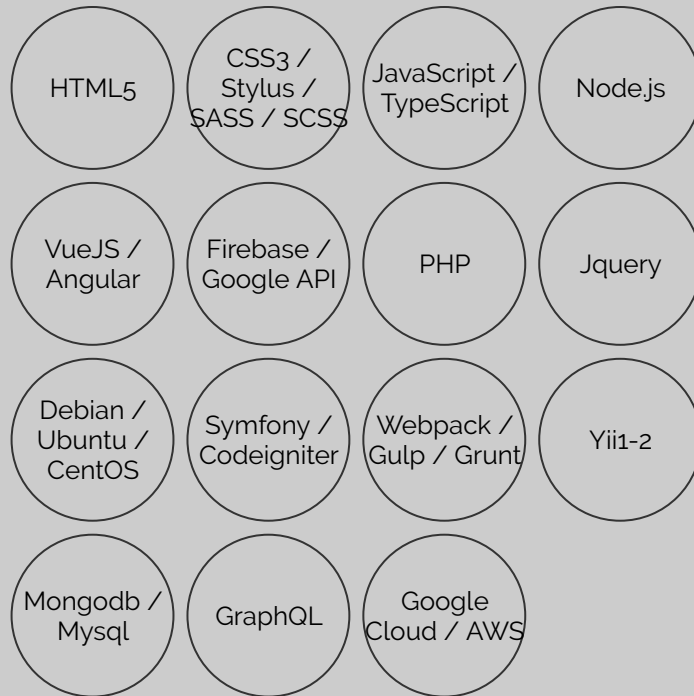 HTML5
CSS3 /
Stylus /
SASS / SCSS
JavaScript /
TypeScript
Node.js
VueJS /
Angular
Firebase /
Google API
PHP
Jquery
Debian /
Ubuntu /
CentOS
Symfony /
Codeigniter
Webpack /
Gulp / Grunt
Yii1-2
Mongodb /
Mysql
GraphQL
Google
Cloud / AWS